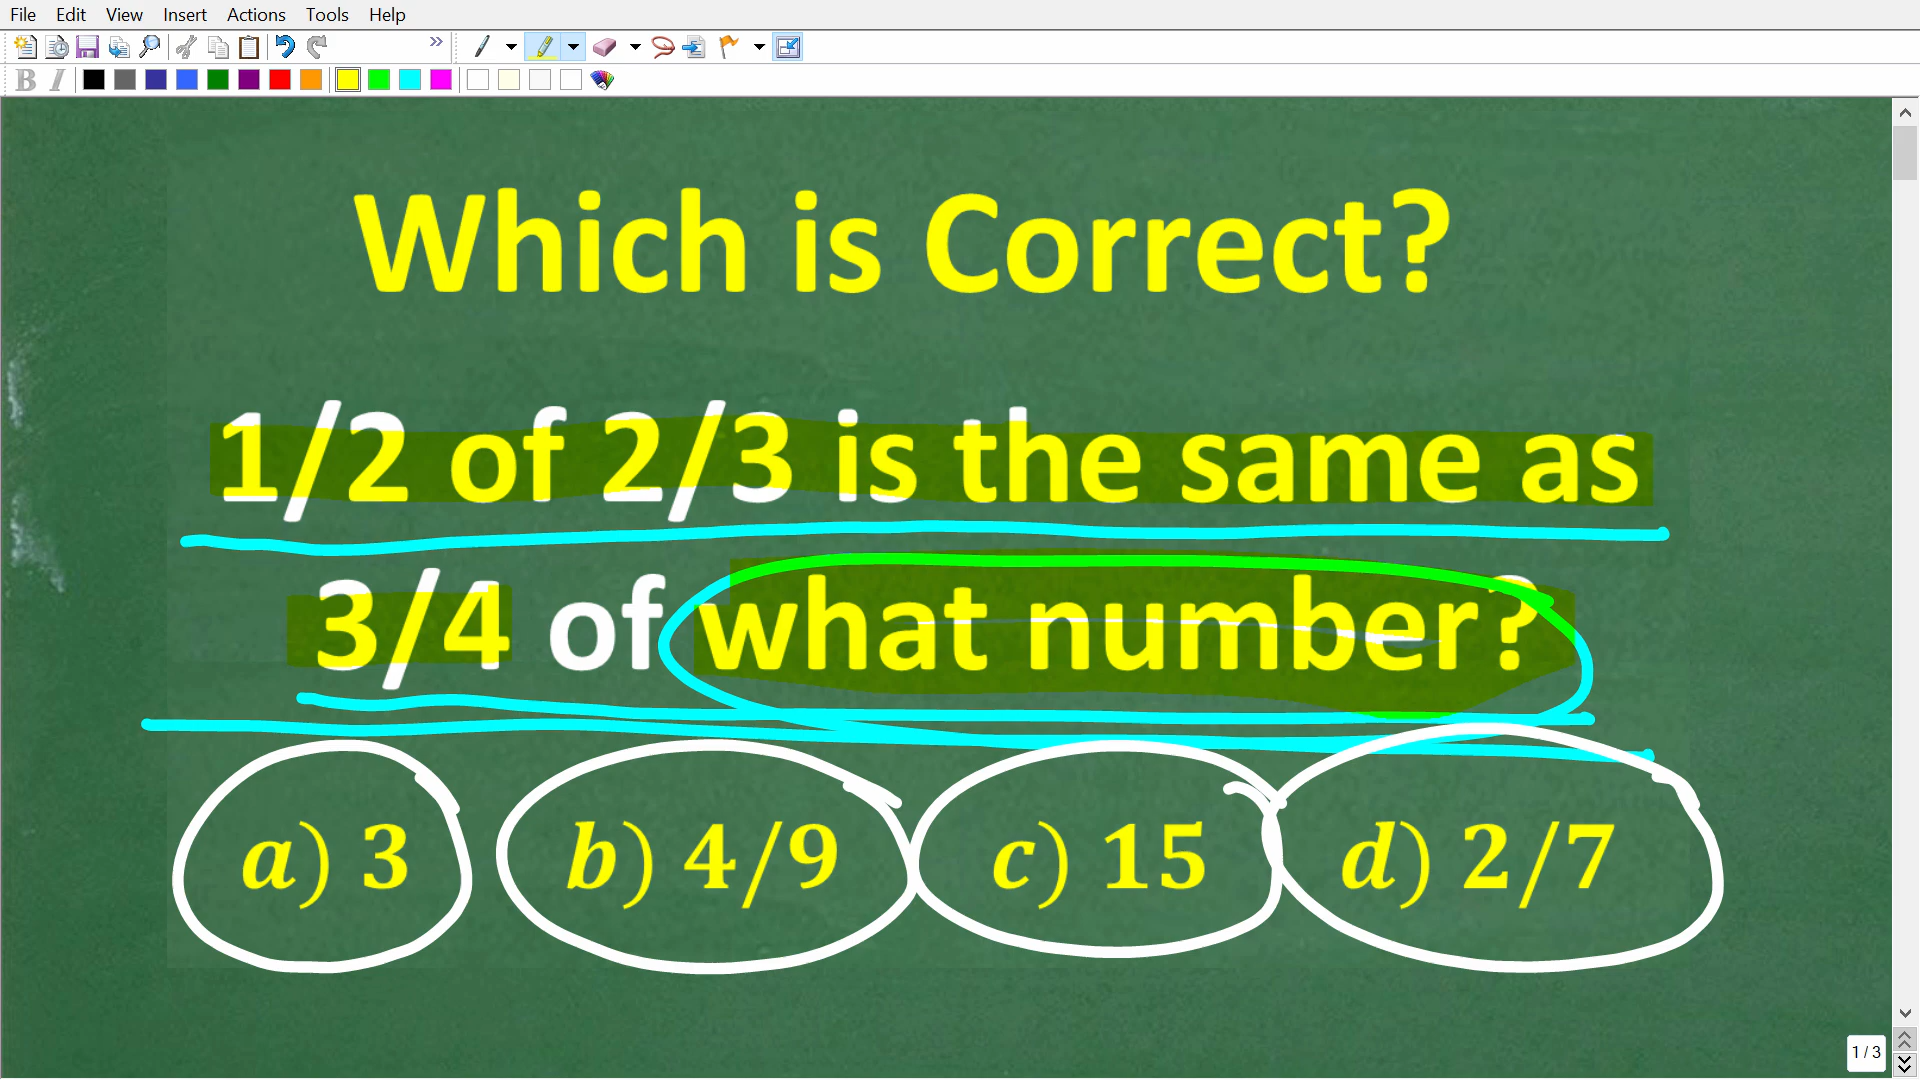 File Edit View Insert Actions Tools Help
B I
Which is Correct?
1/2 of 2/3 is the same as
3/4 of what number?
a) 3 b) 4/9 c) 15 d) 2/7
1 / 3